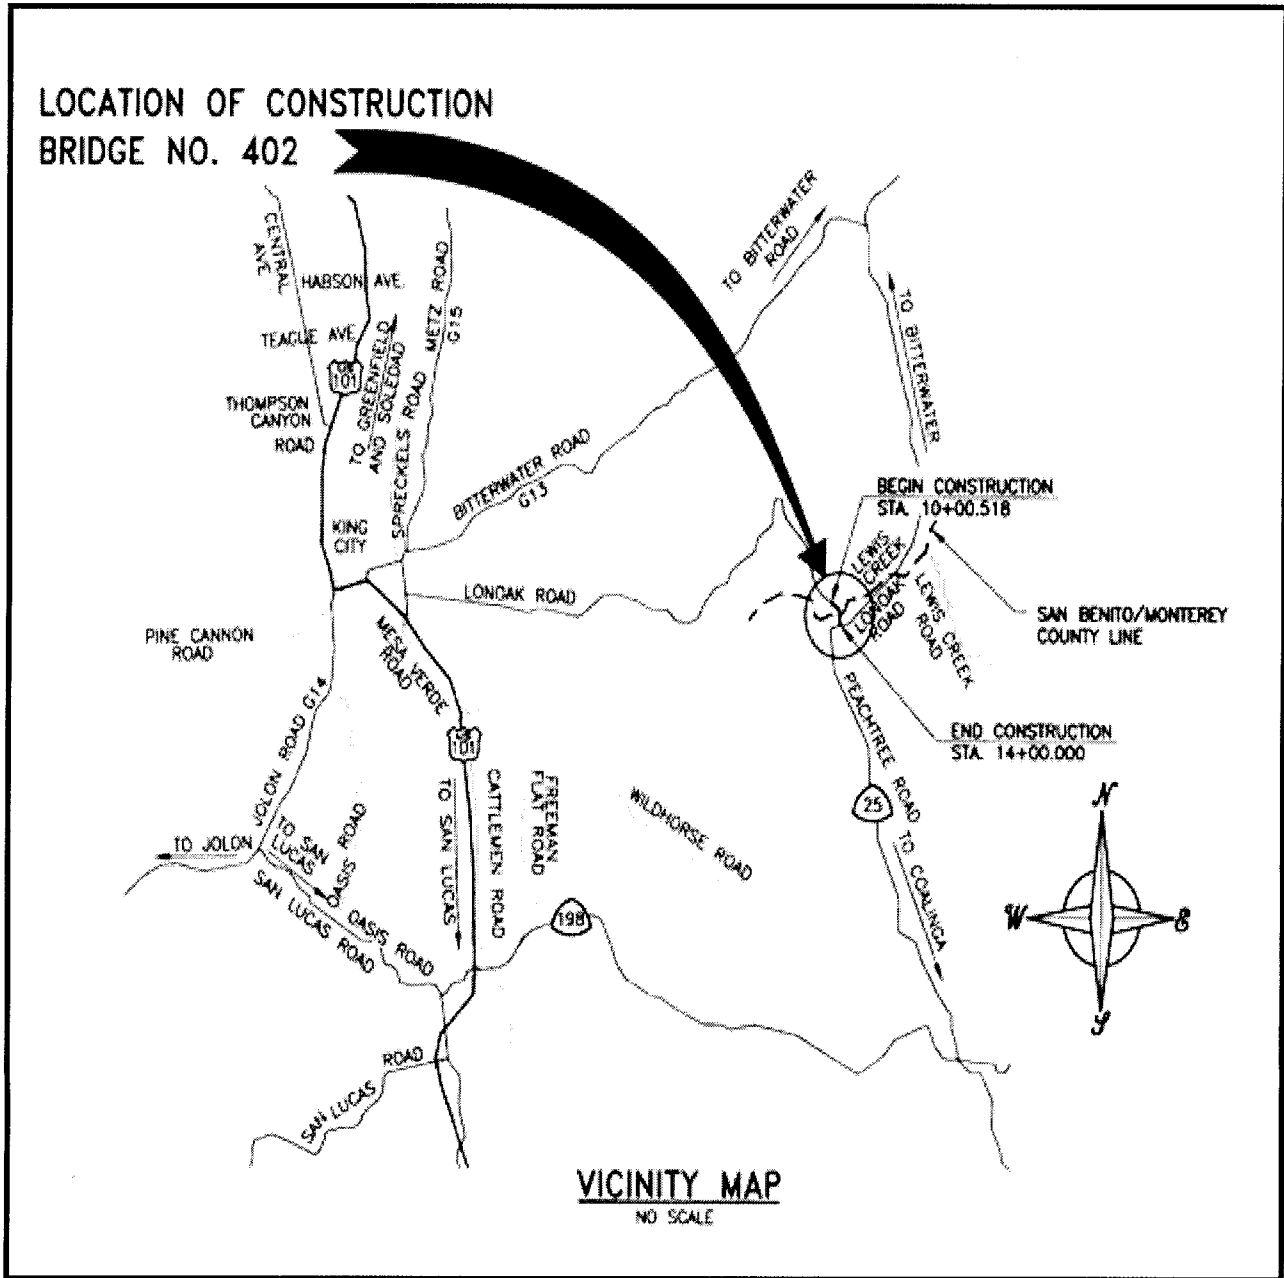 LOCATION OF CONSTRUCTION
BRIDGE NO. 402
CENTRAL
AVE
HABSON AVE.
TEAGUE AVE
101
THOMPSON
CANYON
ROAD
TO GREENFIELD
AND SOLEDAD
SPRECKELS ROAD
METZ ROAD
G15
KING
CITY
BITTERWATER ROAD
G13
TO BITTERWATER
ROAD
TO BITTERWATER
BEGIN CONSTRUCTION
STA. 10+00.518
LEWIS
CREEK
LONOAK
ROAD
LEWIS CREEK
ROAD
SAN BENITO/MONTEREY
COUNTY LINE
LONOAK ROAD
PINE CANNON
ROAD
MESA VERDE
ROAD
END CONSTRUCTION
STA. 14+00.000
JOLON ROAD G14
101
TO SAN LUCAS
CATTLEMEN ROAD
FREEMAN
FLAT ROAD
WILDHORSE ROAD
PEACHTREE ROAD
25
TO COALINGA
TO JOLON
TO SAN
LUCAS
OASIS ROAD
OASIS ROAD
SAN LUCAS ROAD
198
N
W
E
S
SAN LUCAS ROAD
VICINITY MAP
NO SCALE